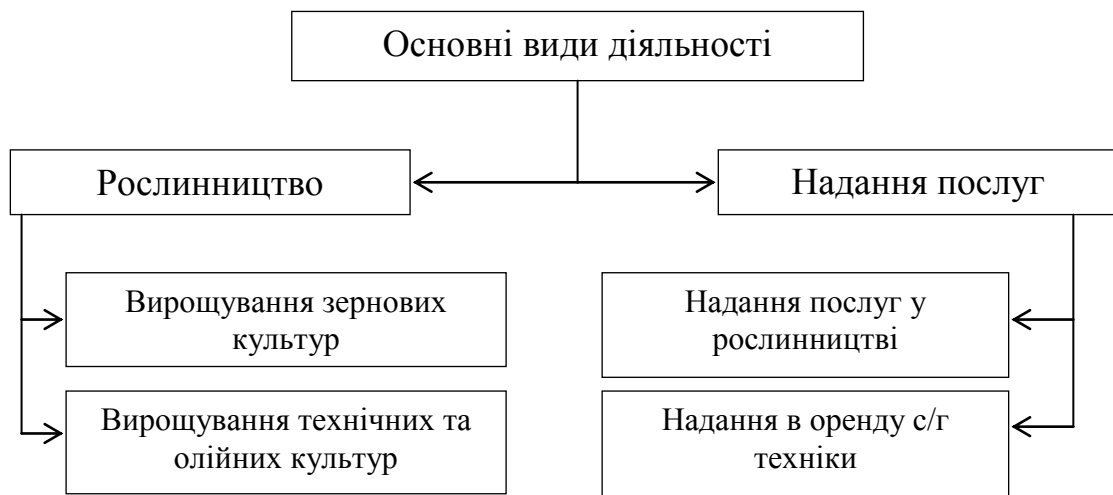 Основні види діяльності
Рослинництво
Надання послуг
Вирощування зернових
культур
Надання послуг у
рослинництві
Вирощування технічних та
олійних культур
Надання в оренду с/г
техніки